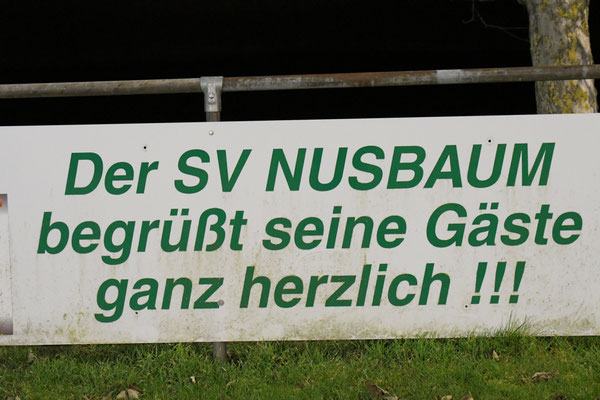 Der SV NUSBAUM
begrüßt seine Gäste
ganz herzlich !!!